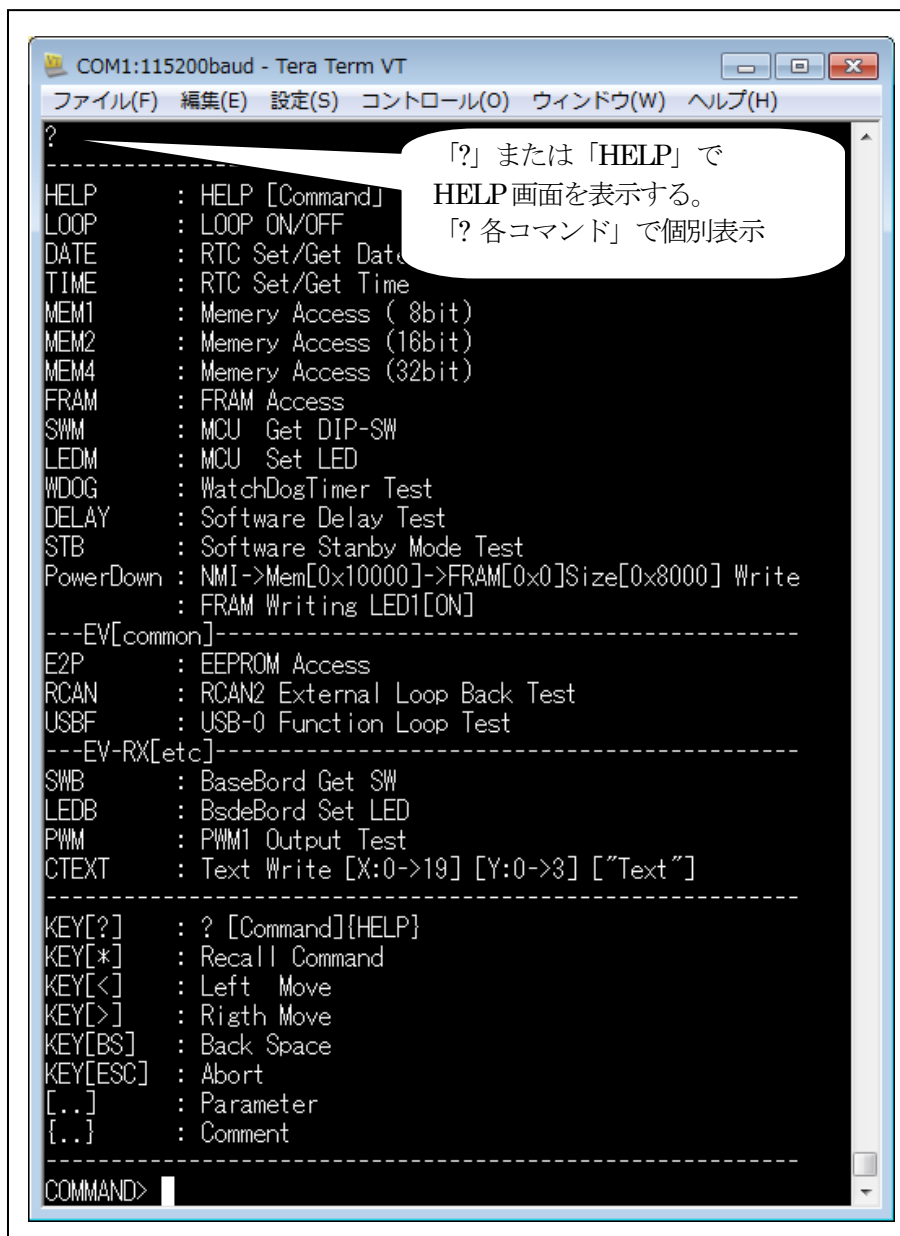 COM1:115200baud - Tera Term VT
ファイル(F) 編集(E) 設定(S) コントロール(O) ウィンドウ(W) ヘルプ(H)
?
「?」または「HELP」で
HELP 画面を表示する。
「? 各コマンド」で個別表示
----------------------------------------------------------
HELP : HELP [Command]
LOOP : LOOP ON/OFF
DATE : RTC Set/Get Date
TIME : RTC Set/Get Time
MEM1 : Memery Access ( 8bit)
MEM2 : Memery Access (16bit)
MEM4 : Memery Access (32bit)
FRAM : FRAM Access
SWM : MCU Get DIP-SW
LEDM : MCU Set LED
WDOG : WatchDogTimer Test
DELAY : Software Delay Test
STB : Software Stanby Mode Test
PowerDown : NMI->Mem[0x10000]->FRAM[0x0]Size[0x8000] Write
: FRAM Writing LED1[ON]
---EV[common]---------------------------------------------
E2P : EEPROM Access
RCAN : RCAN2 External Loop Back Test
USBF : USB-0 Function Loop Test
---EV-RX[etc]---------------------------------------------
SWB : BaseBord Get SW
LEDB : BsdeBord Set LED
PWM : PWM1 Output Test
CTEXT : Text Write [X:0->19] [Y:0->3] ["Text"]
----------------------------------------------------------
KEY[?] : ? [Command]{HELP}
KEY[*] : Recall Command
KEY[<] : Left Move
KEY[>] : Rigth Move
KEY[BS] : Back Space
KEY[ESC] : Abort
[..] : Parameter
{..} : Comment
----------------------------------------------------------
COMMAND>